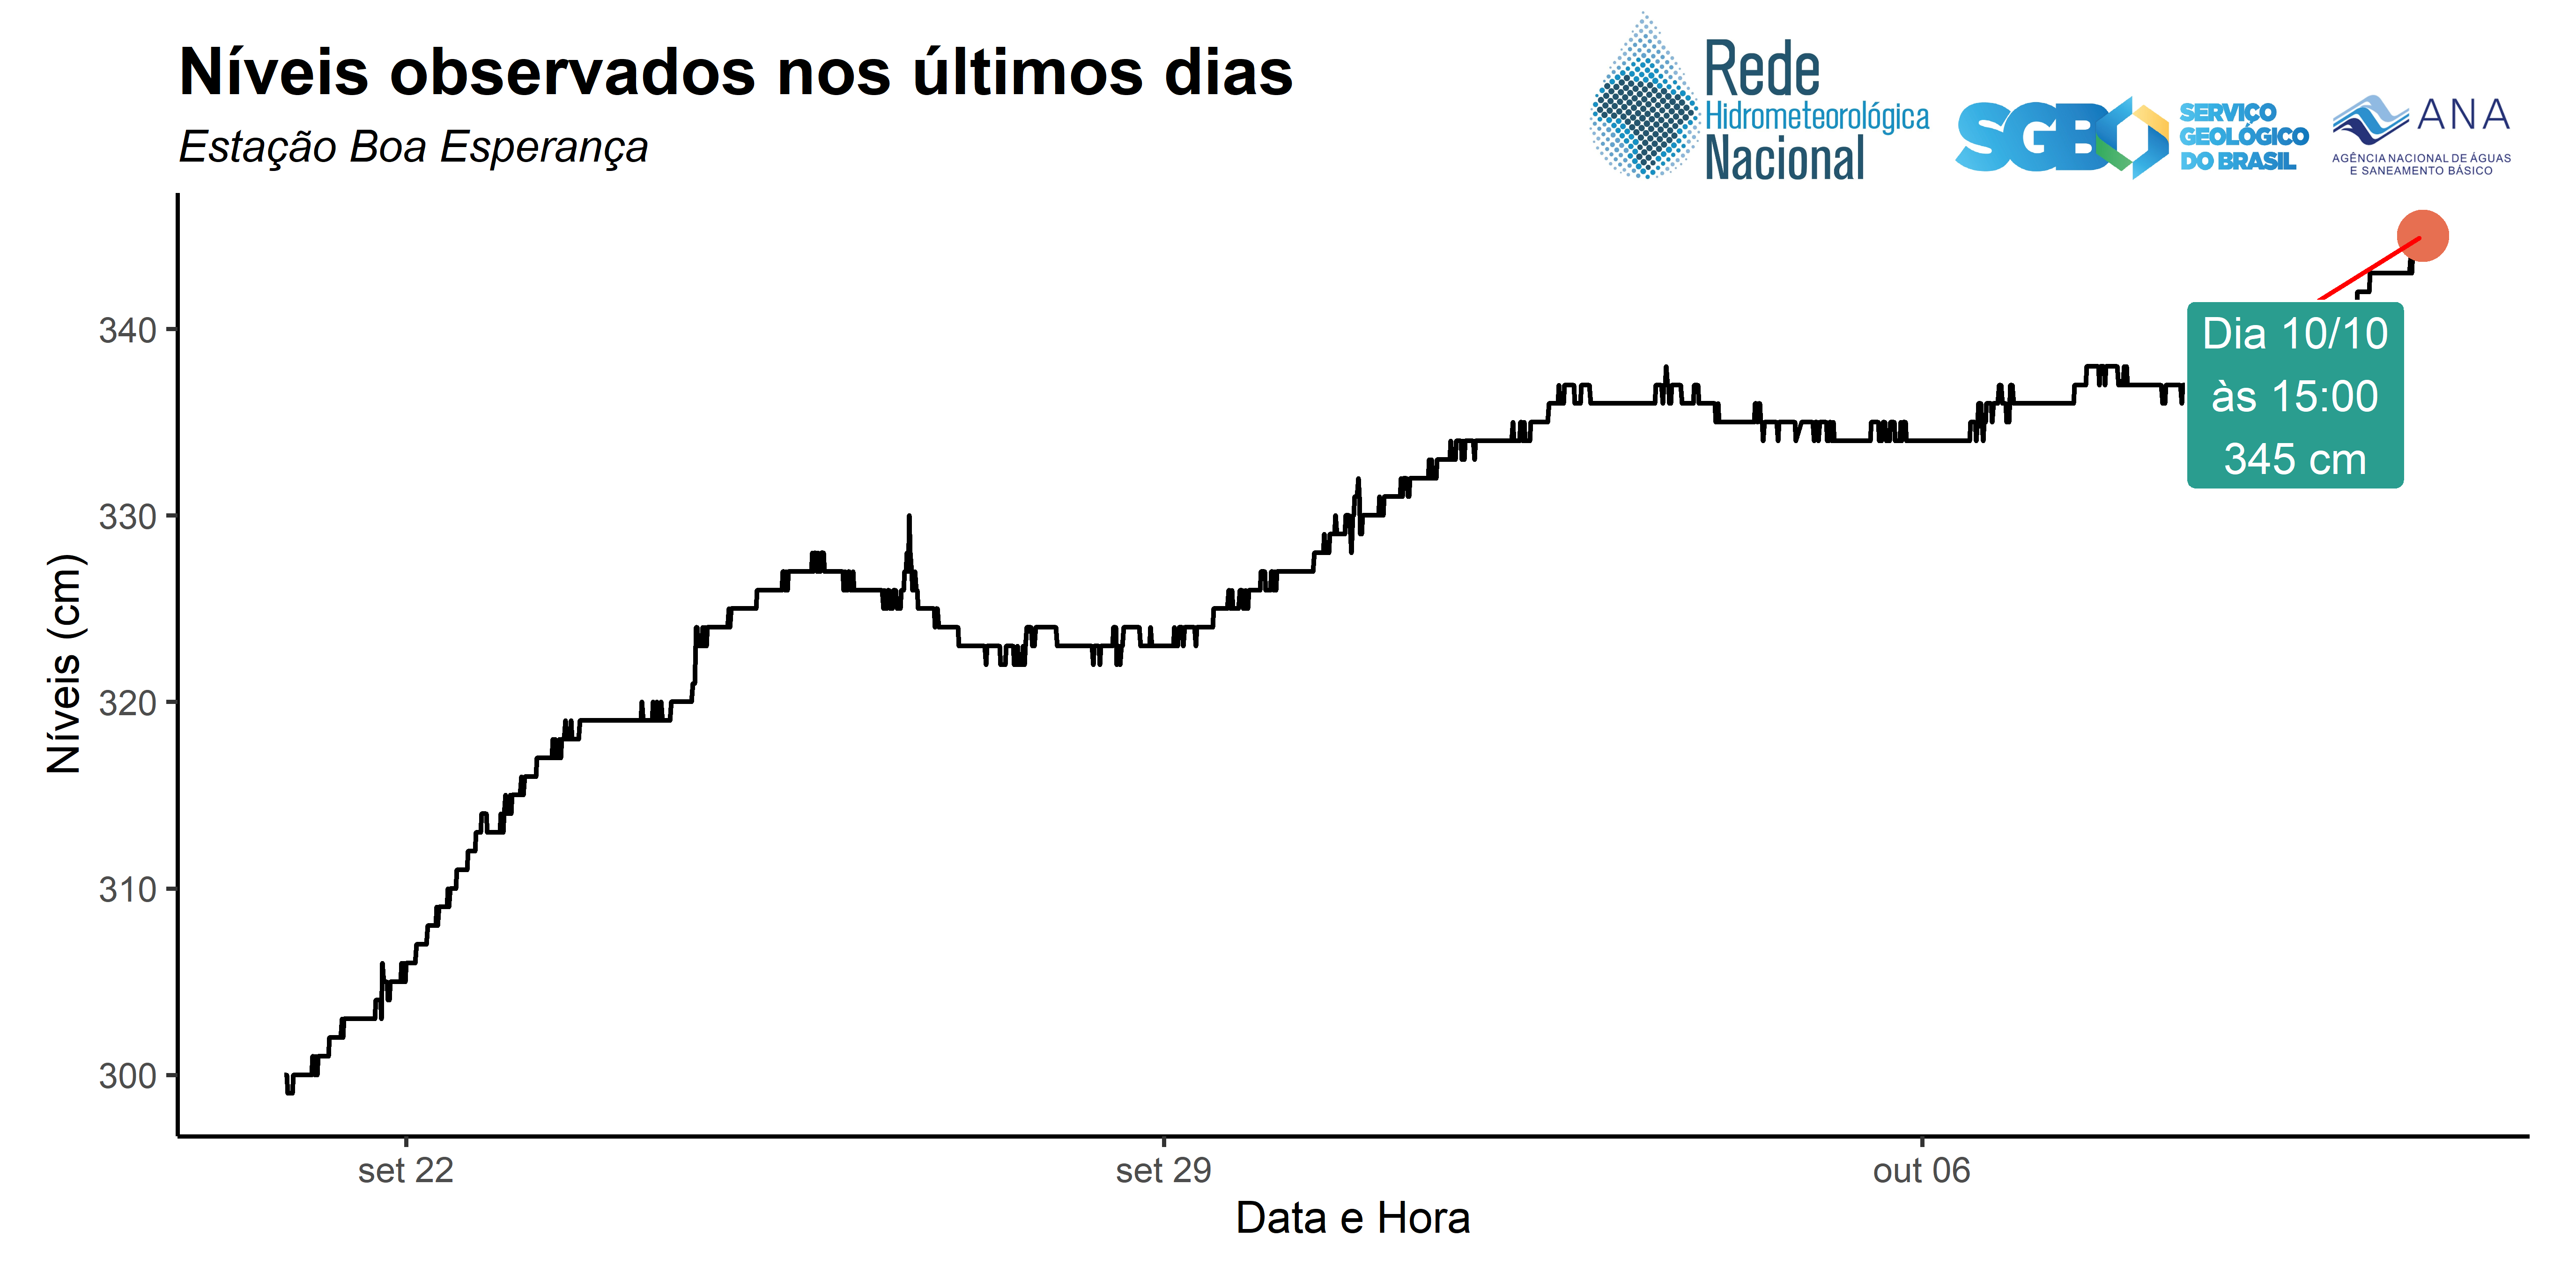 Níveis observados nos últimos dias
Estação Boa Esperança
Rede
Hidrometeorológica
Nacional
SGB
SERVIÇO
GEOLÓGICO
DO BRASIL
ANA
AGÊNCIA NACIONAL DE ÁGUAS
E SANEAMENTO BÁSICO
Níveis (cm)
340
330
320
310
300
Dia 10/10
às 15:00
345 cm
set 22
set 29
out 06
Data e Hora